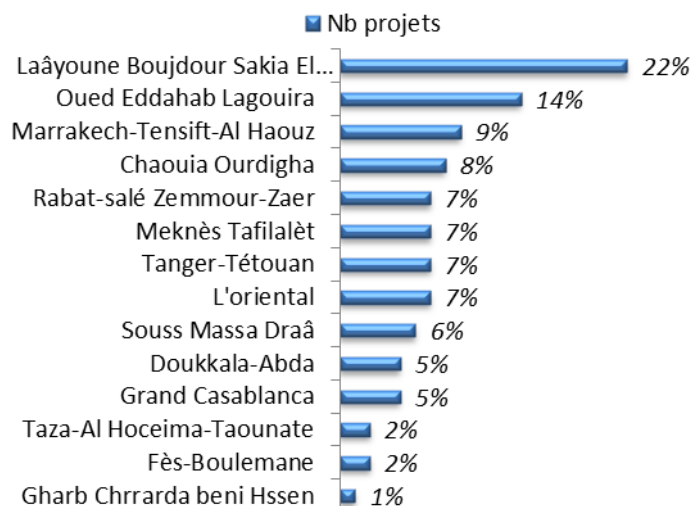 Nb projets
Laâyoune Boujdour Sakia El... 22%
Oued Eddahab Lagouira 14%
Marrakech-Tensift-Al Haouz 9%
Chaouia Ourdigha 8%
Rabat-salé Zemmour-Zaer 7%
Meknès Tafilalèt 7%
Tanger-Tétouan 7%
L'oriental 7%
Souss Massa Draâ 6%
Doukkala-Abda 5%
Grand Casablanca 5%
Taza-Al Hoceima-Taounate 2%
Fès-Boulemane 2%
Gharb Chrrarda beni Hssen 1%